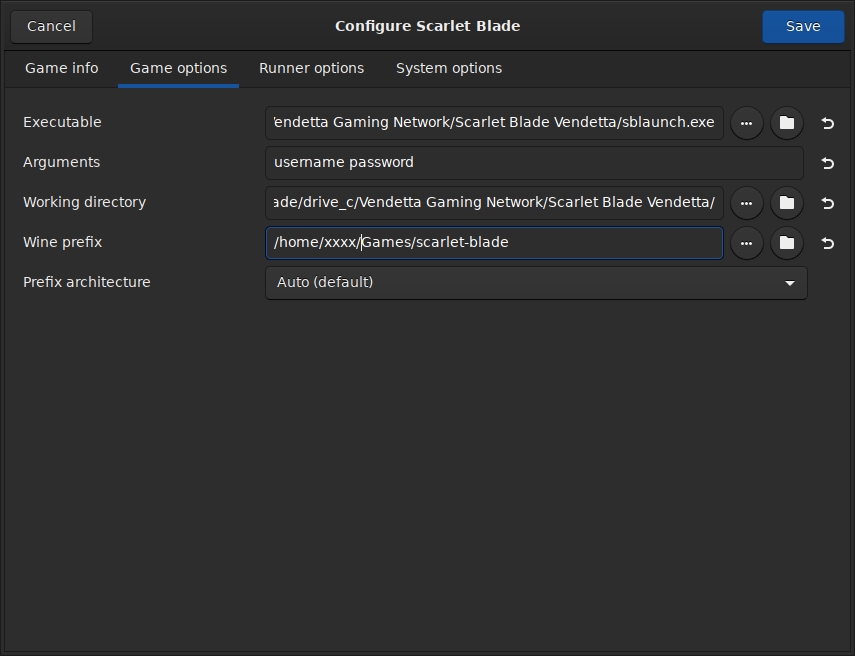 Cancel Configure Scarlet Blade Save
Game info Game options Runner options System options
Executable Vendetta Gaming Network/Scarlet Blade Vendetta/sblaunch.exe
Arguments username password
Working directory ade/drive_c/Vendetta Gaming Network/Scarlet Blade Vendetta/
Wine prefix /home/xxxx/Games/scarlet-blade
Prefix architecture Auto (default)